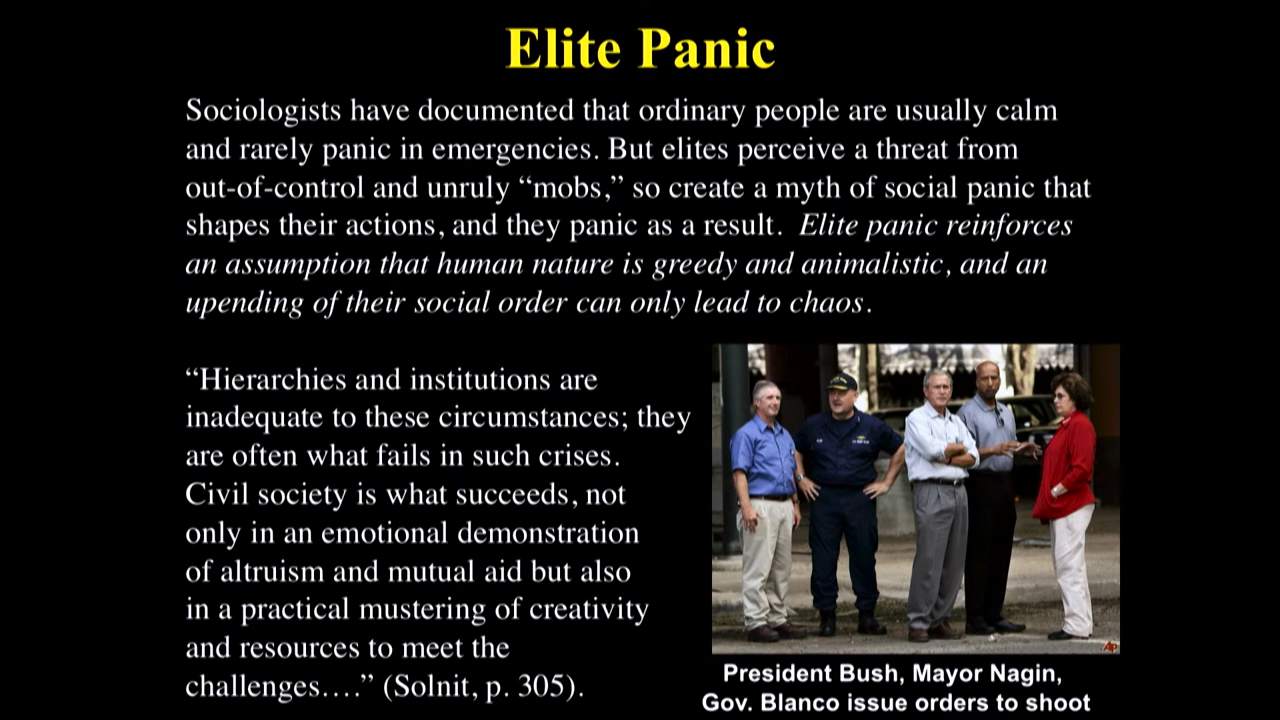 Elite Panic
Sociologists have documented that ordinary people are usually calm
and rarely panic in emergencies. But elites perceive a threat from
out-of-control and unruly “mobs,” so create a myth of social panic that
shapes their actions, and they panic as a result. Elite panic reinforces
an assumption that human nature is greedy and animalistic, and an
upending of their social order can only lead to chaos.
“Hierarchies and institutions are
inadequate to these circumstances; they
are often what fails in such crises.
Civil society is what succeeds, not
only in an emotional demonstration
of altruism and mutual aid but also
in a practical mustering of creativity
and resources to meet the
challenges….” (Solnit, p. 305).
AP
President Bush, Mayor Nagin,
Gov. Blanco issue orders to shoot